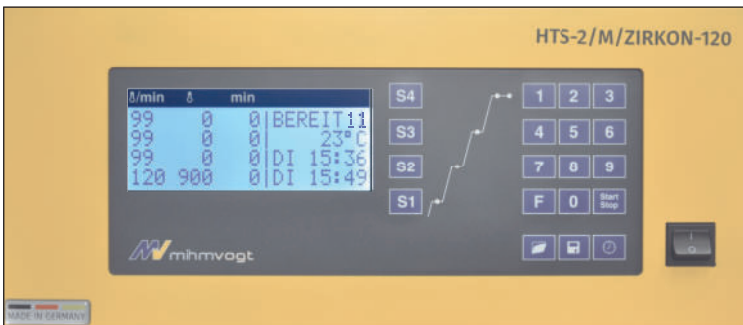 HTS-2/M/ZIRKON-120
δ/min δ min
99 0 0|BEREIT 11
99 0 0| 23°C
99 0 0|DI 15:36
120 900 0|DI 15:49
S4
S3
S2
S1
1 2 3
4 5 6
7 8 9
F 0 Start Stop
mihmvogt
MADE IN GERMANY